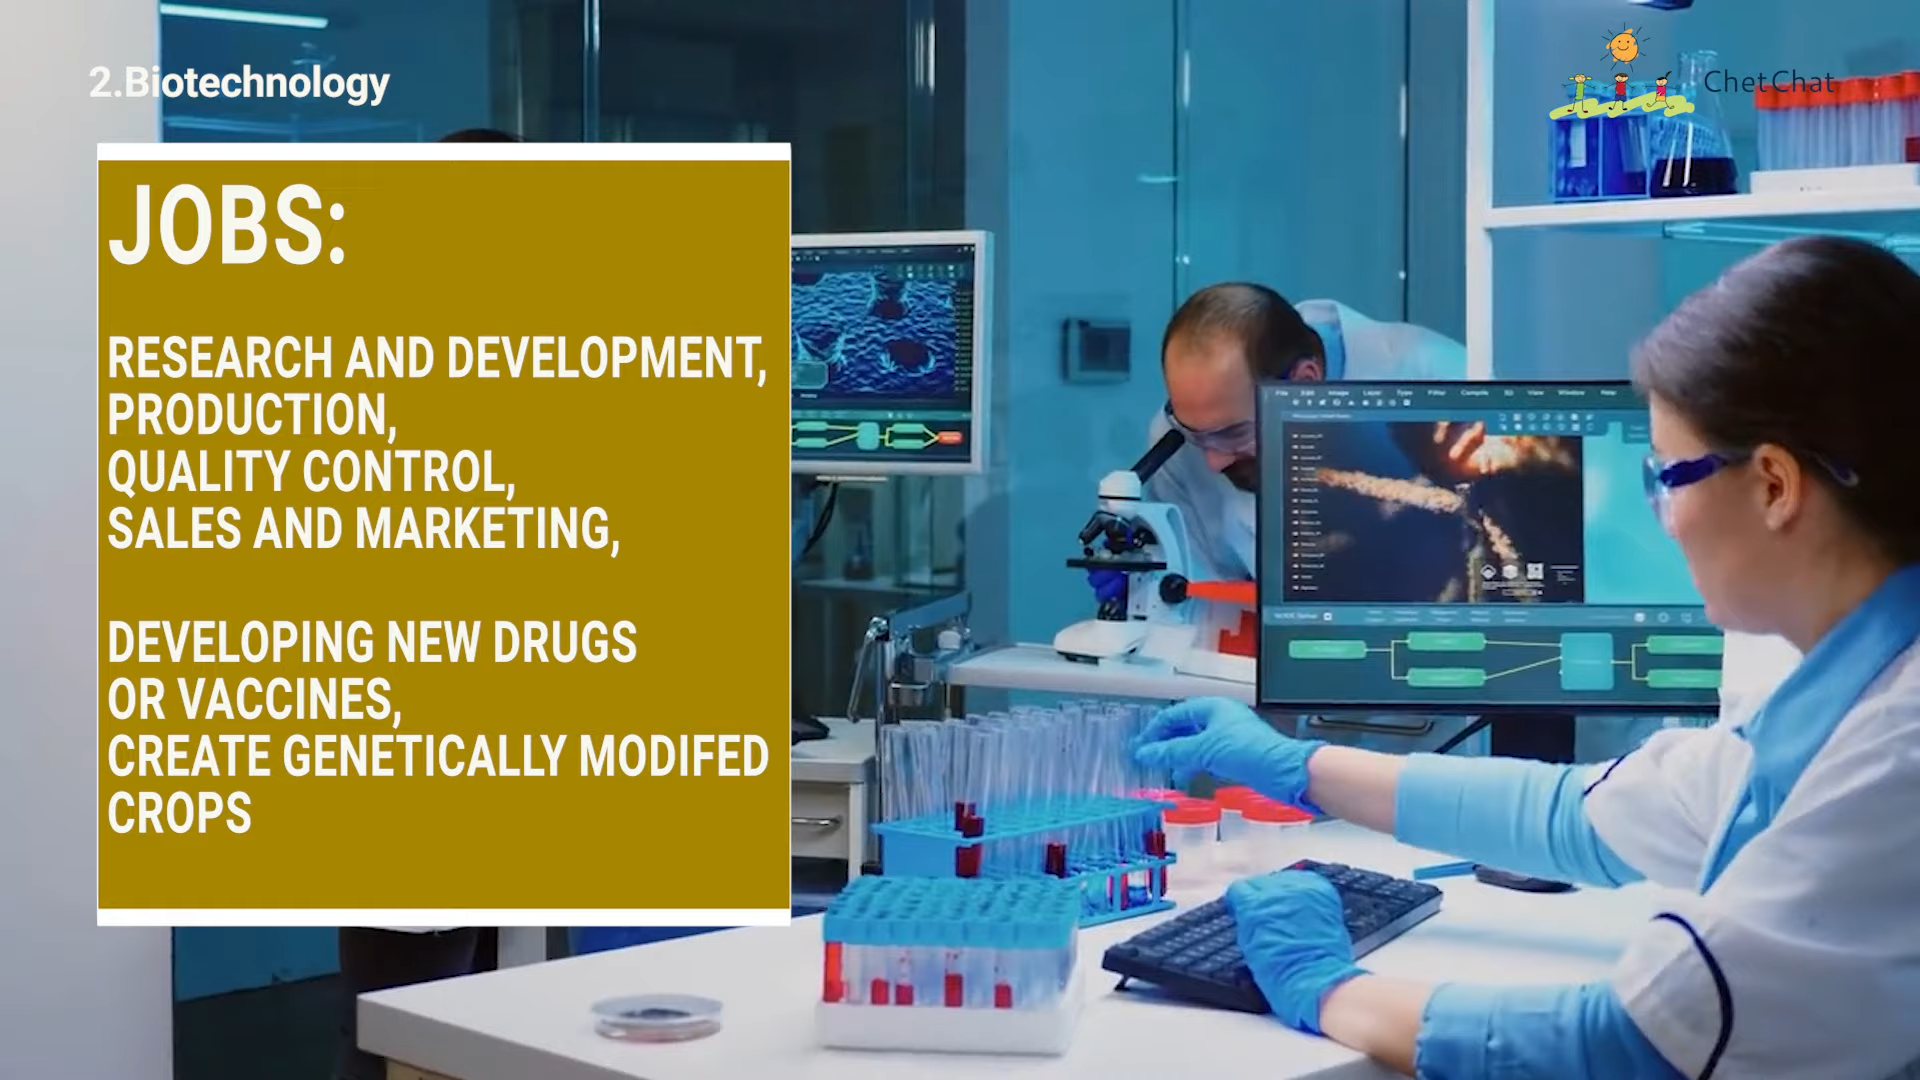 2.Biotechnology
ChetChat
JOBS:
RESEARCH AND DEVELOPMENT,
PRODUCTION,
QUALITY CONTROL,
SALES AND MARKETING,
DEVELOPING NEW DRUGS
OR VACCINES,
CREATE GENETICALLY MODIFED
CROPS